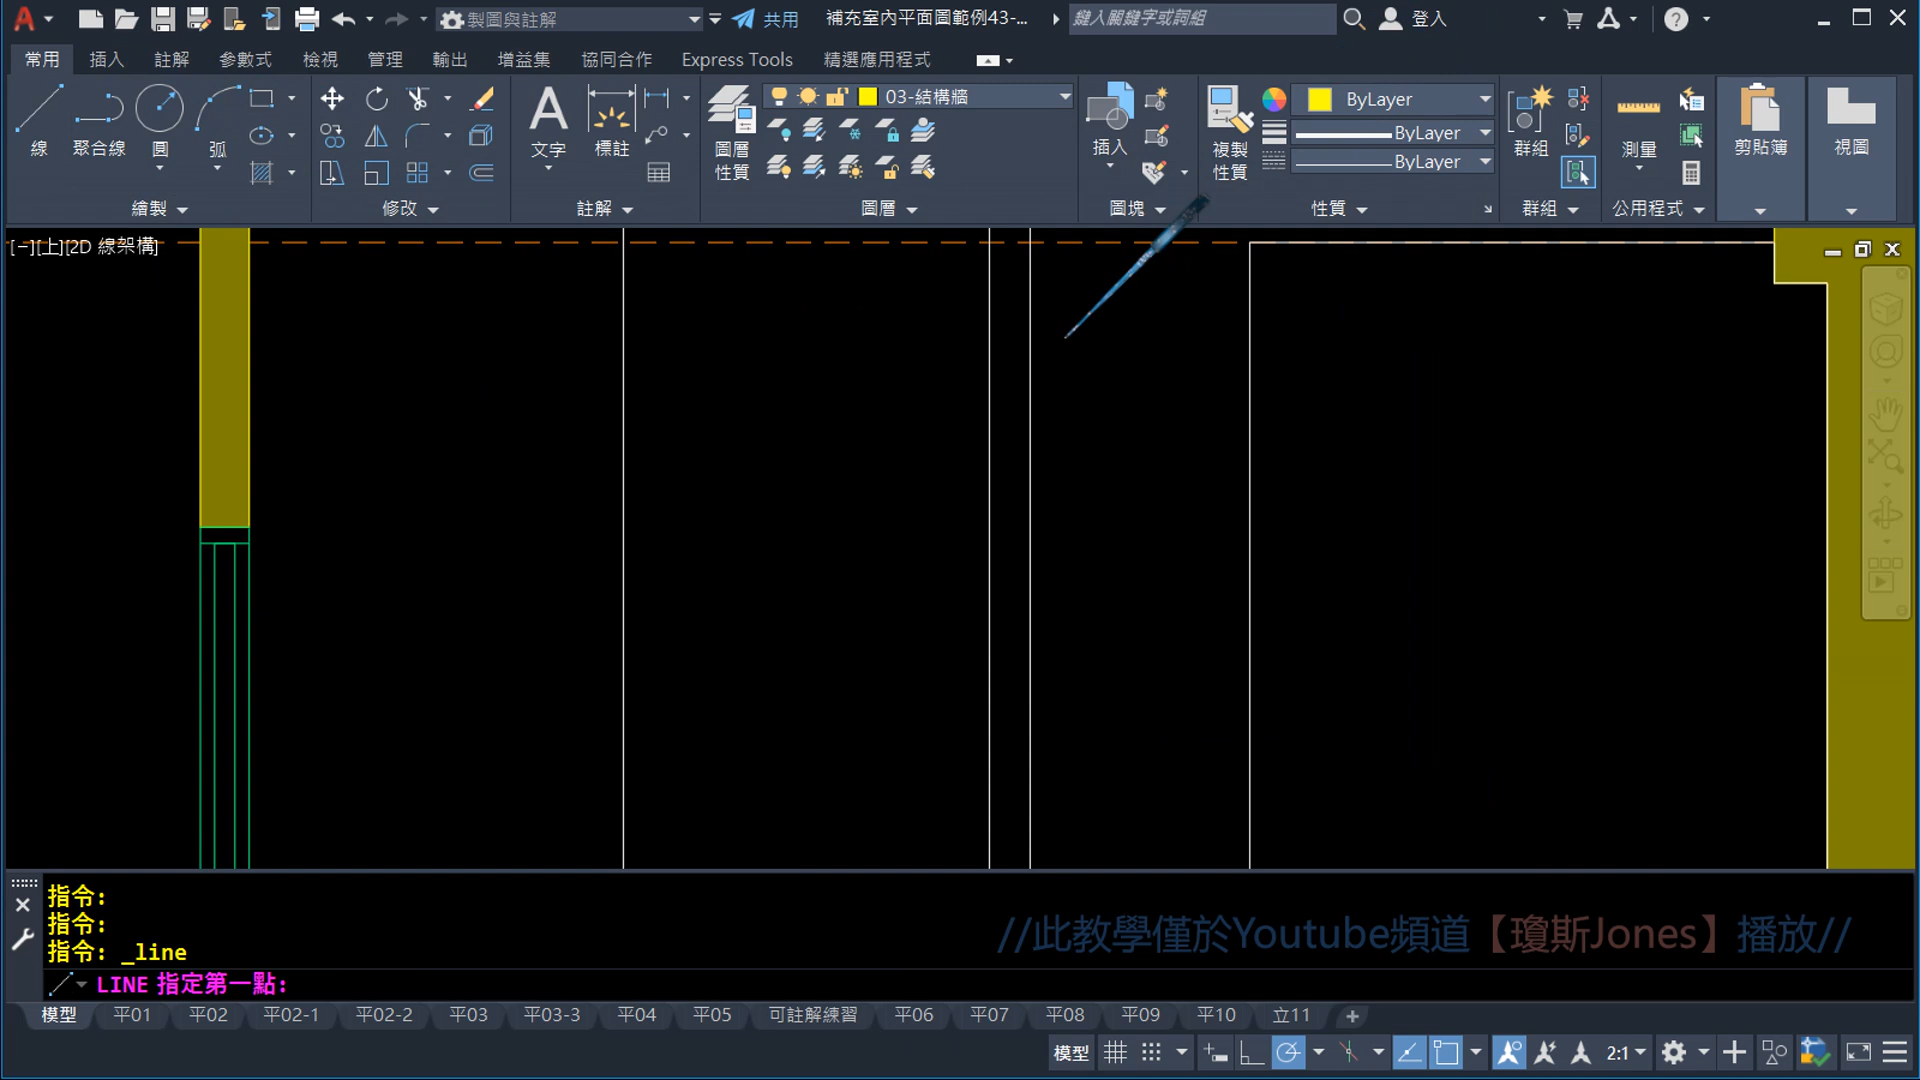 製圖與註解
共用
補充室內平面圖範例43-...
鍵入關鍵字或詞組
登入
常用 插入 註解 參數式 檢視 管理 輸出 增益集 協同合作 Express Tools 精選應用程式
線 聚合線 圓 弧
繪製
修改
文字 標註
註解
圖層性質
03-結構牆
圖層
插入
圖塊
複製性質
ByLayer
ByLayer
ByLayer
性質
群組
群組
測量
公用程式
剪貼簿
視圖
[−][上][2D 線架構]
指令:
指令:
指令: _line
LINE 指定第一點:
//此教學僅於Youtube頻道【瓊斯Jones】播放//
模型 平01 平02 平02-1 平02-2 平03 平03-3 平04 平05 可註解練習 平06 平07 平08 平09 平10 立11
模型 2:1